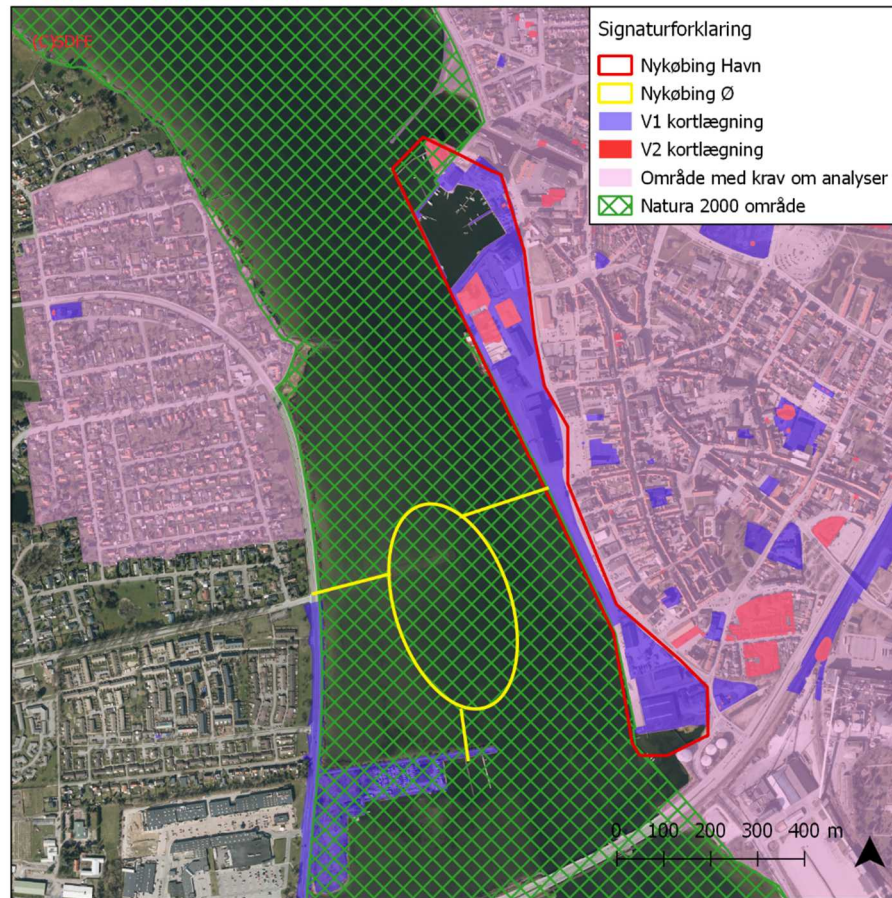 (C)SDFE
Signaturforklaring
Nykøbing Havn
Nykøbing Ø
V1 kortlægning
V2 kortlægning
Område med krav om analyser
Natura 2000 område
0 100 200 300 400 m